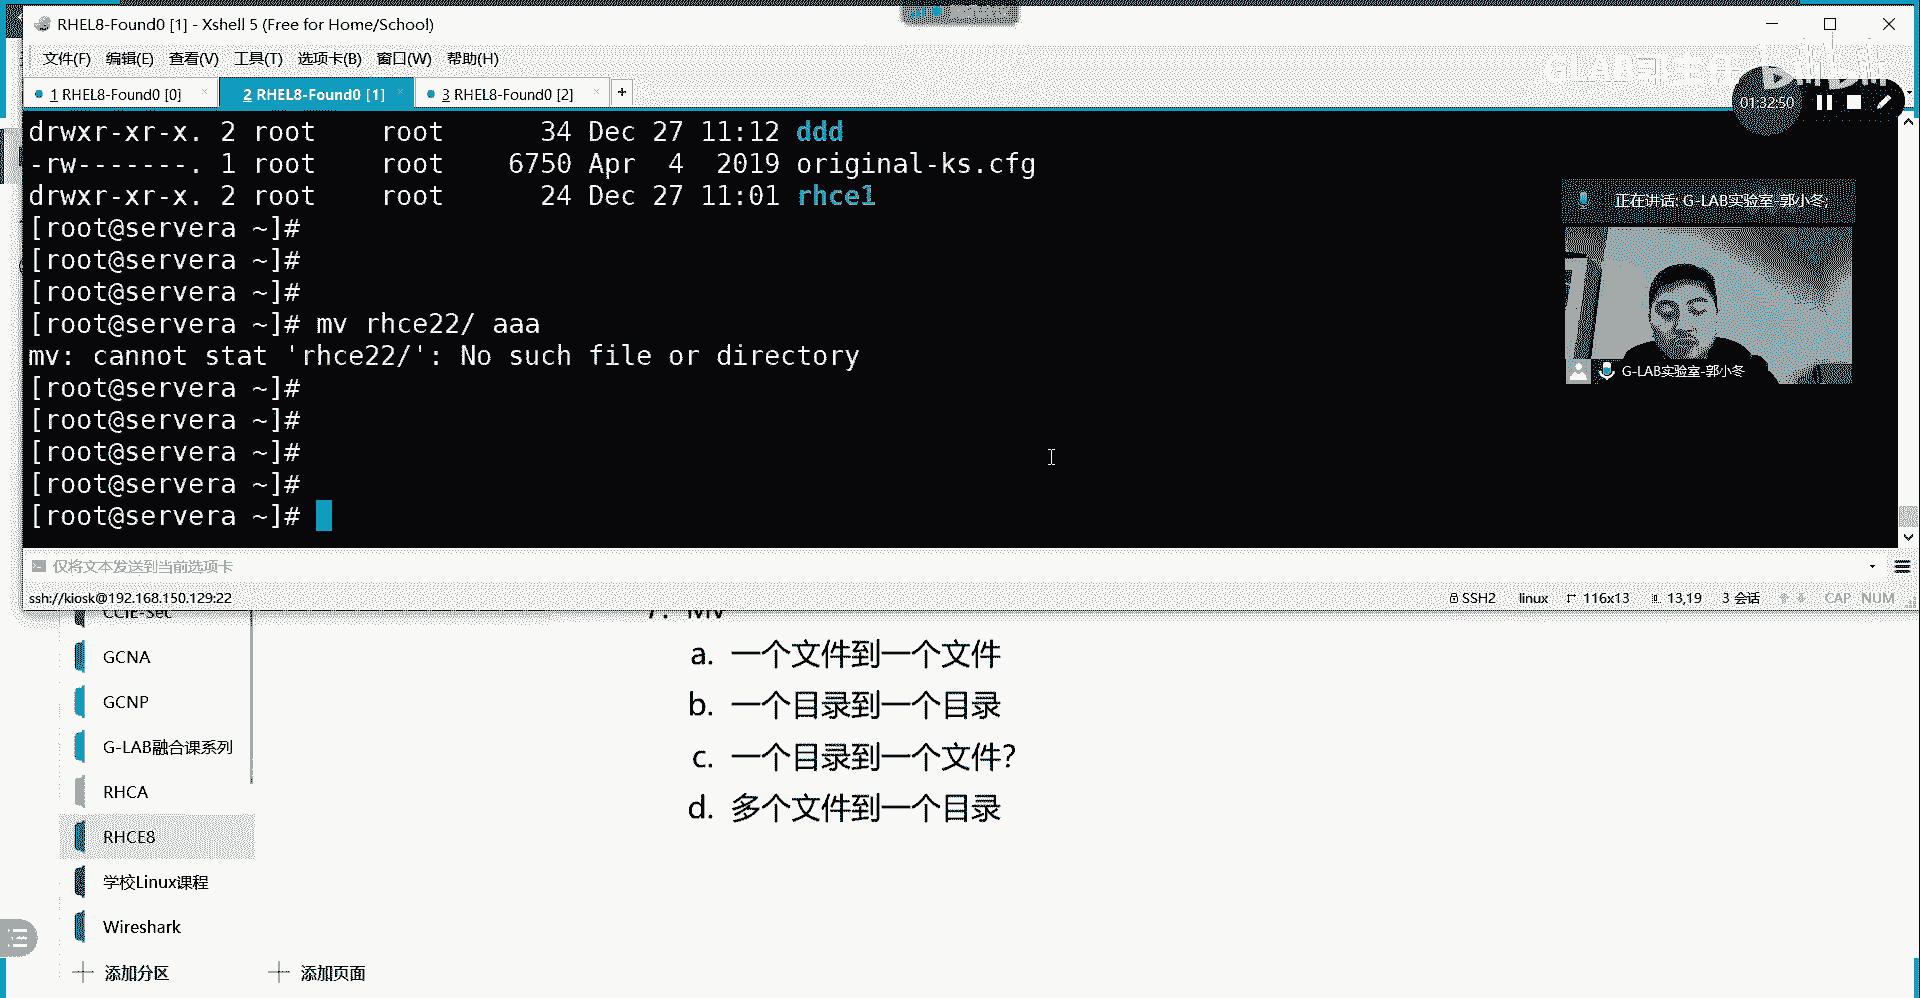 RHEL8-Found0 [1] - Xshell 5 (Free for Home/School)
文件(F) 编辑(E) 查看(V) 工具(T) 选项卡(B) 窗口(W) 帮助(H)
1 RHEL8-Found0 [0] 2 RHEL8-Found0 [1] 3 RHEL8-Found0 [2] +
01:32:50
drwxr-xr-x. 2 root root 34 Dec 27 11:12 ddd
-rw-------. 1 root root 6750 Apr 4 2019 original-ks.cfg
drwxr-xr-x. 2 root root 24 Dec 27 11:01 rhce1
[root@servera ~]#
[root@servera ~]#
[root@servera ~]#
[root@servera ~]# mv rhce22/ aaa
mv: cannot stat 'rhce22/': No such file or directory
[root@servera ~]#
[root@servera ~]#
[root@servera ~]#
[root@servera ~]#
[root@servera ~]#
正在讲话: G-LAB实验室-郭小冬;
G-LAB实验室-郭小冬
仅将文本发送到当前选项卡
ssh://kiosk@192.168.150.129:22 SSH2 linux 116x13 13,19 3 会话 CAP NUM
CCIE-Sec
GCNA
GCNP
G-LAB融合课系列
RHCA
RHCE8
学校Linux课程
Wireshark
添加分区 添加页面
7. Mv
a. 一个文件到一个文件
b. 一个目录到一个目录
c. 一个目录到一个文件?
d. 多个文件到一个目录